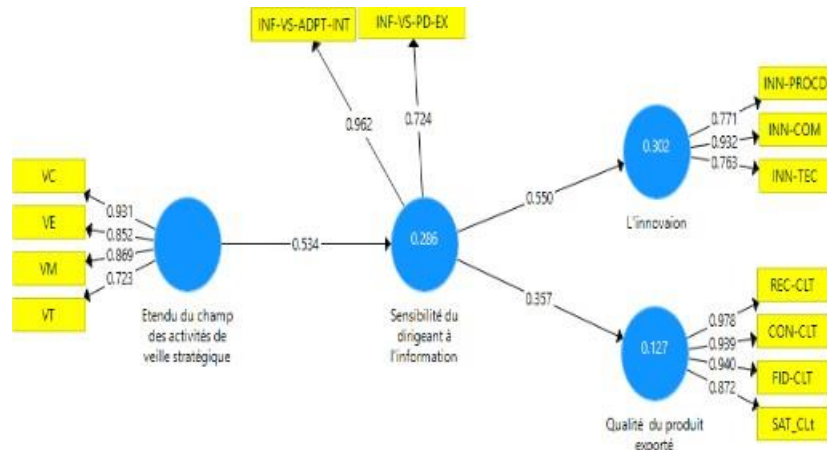 INF-VS-ADPT-INT
INF-VS-PD-EX
0.962
0.724
VC
VE
VM
VT
0.931
0.852
0.869
0.723
Etendu du champ
des activités de
veille stratégique
0.534
0.286
Sensibilité du
dirigeant à
l'information
0.550
0.357
0.302
L'innovaion
0.771
0.932
0.763
INN-PROCD
INN-COM
INN-TEC
0.127
Qualité du produit
exporté
0.978
0.939
0.940
0.872
REC-CLT
CON-CLT
FID-CLT
SAT_CLt